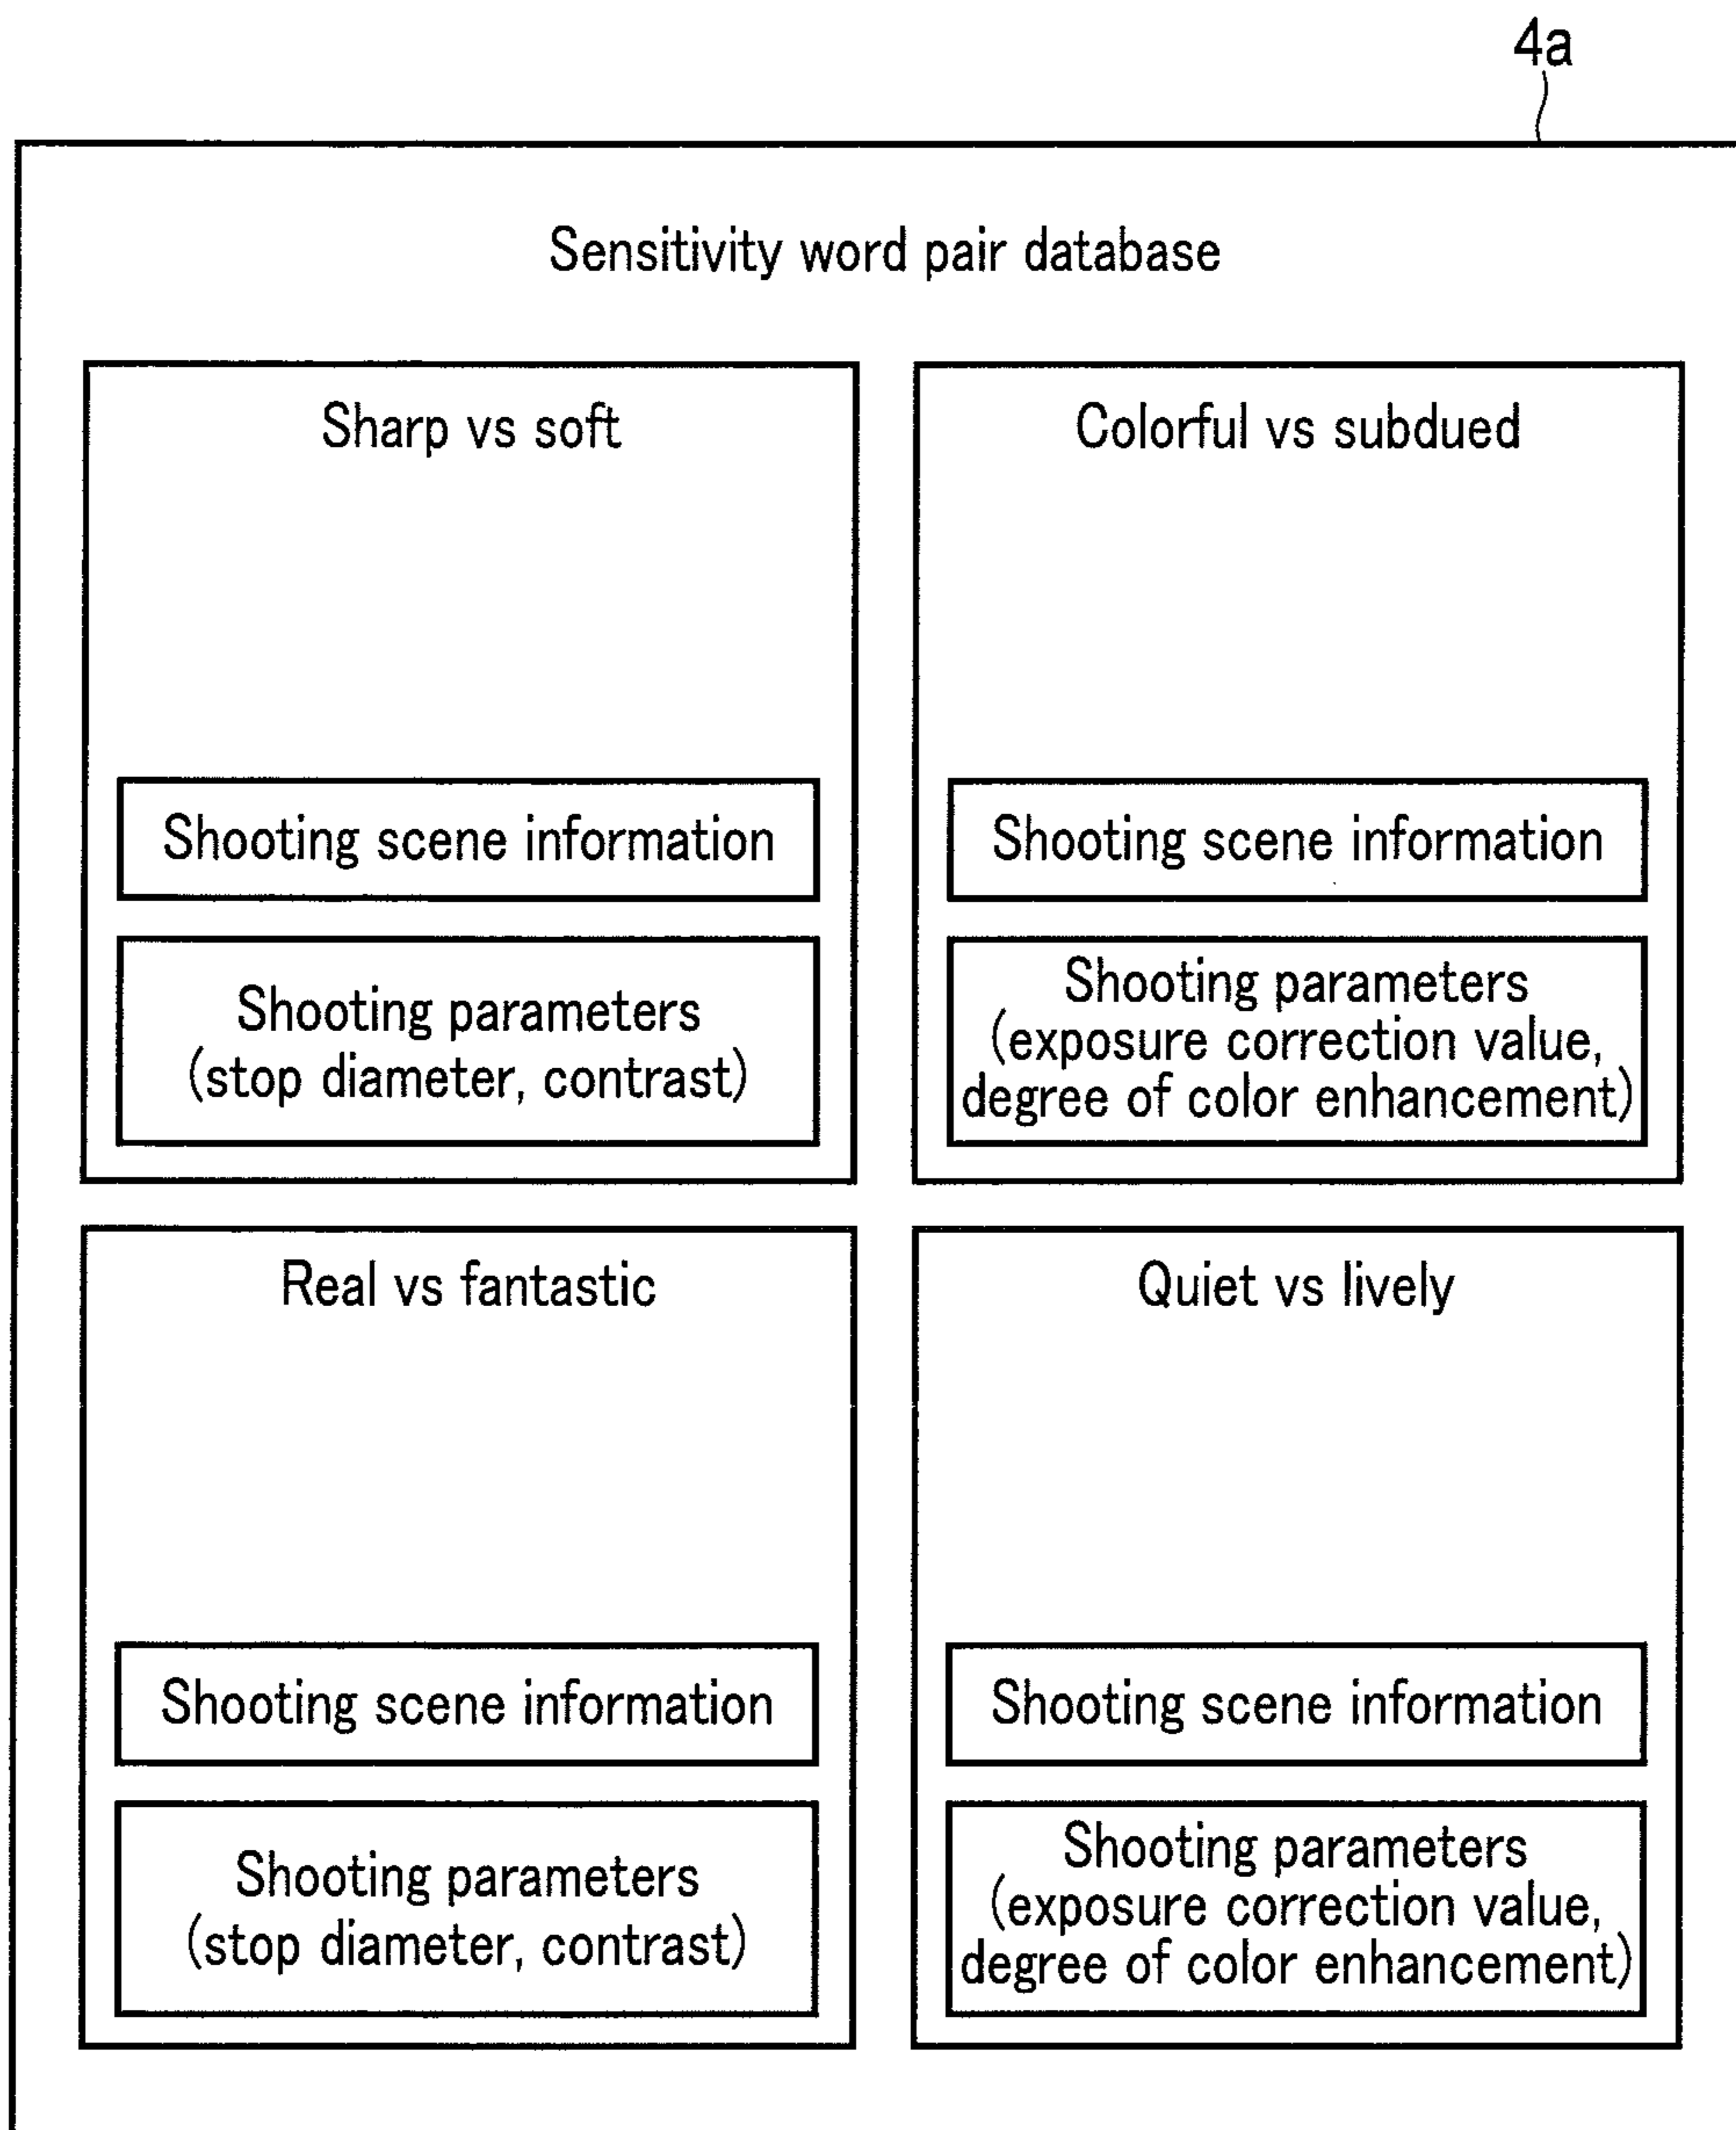 4a
Sensitivity word pair database
Sharp vs soft
Shooting scene information
Shooting parameters
(stop diameter, contrast)
Colorful vs subdued
Shooting scene information
Shooting parameters
(exposure correction value,
degree of color enhancement)
Real vs fantastic
Shooting scene information
Shooting parameters
(stop diameter, contrast)
Quiet vs lively
Shooting scene information
Shooting parameters
(exposure correction value,
degree of color enhancement)